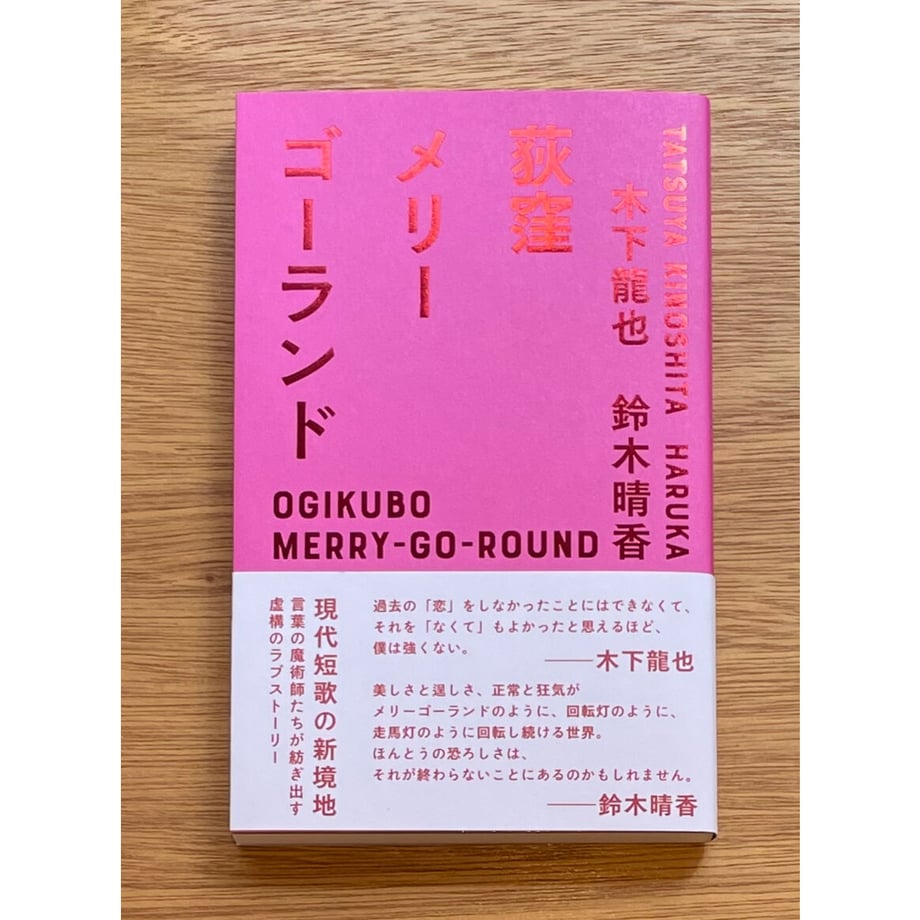 TATSUYA KINOSHITA HARUKA
木下龍也 鈴木晴香
荻窪
メリー
ゴーランド
OGIKUBO
MERRY-GO-ROUND
過去の「恋」をしなかったことにはできなくて、
それを「なくて」もよかったと思えるほど、
僕は強くない。
――木下龍也
美しさと逞しさ、正常と狂気が
メリーゴーランドのように、回転灯のように、
走馬灯のように回転し続ける世界。
ほんとうの恐ろしさは、
それが終わらないことにあるのかもしれません。
――鈴木晴香
現代短歌の新境地
言葉の魔術師たちが紡ぎ出す
虚構のラブストーリー